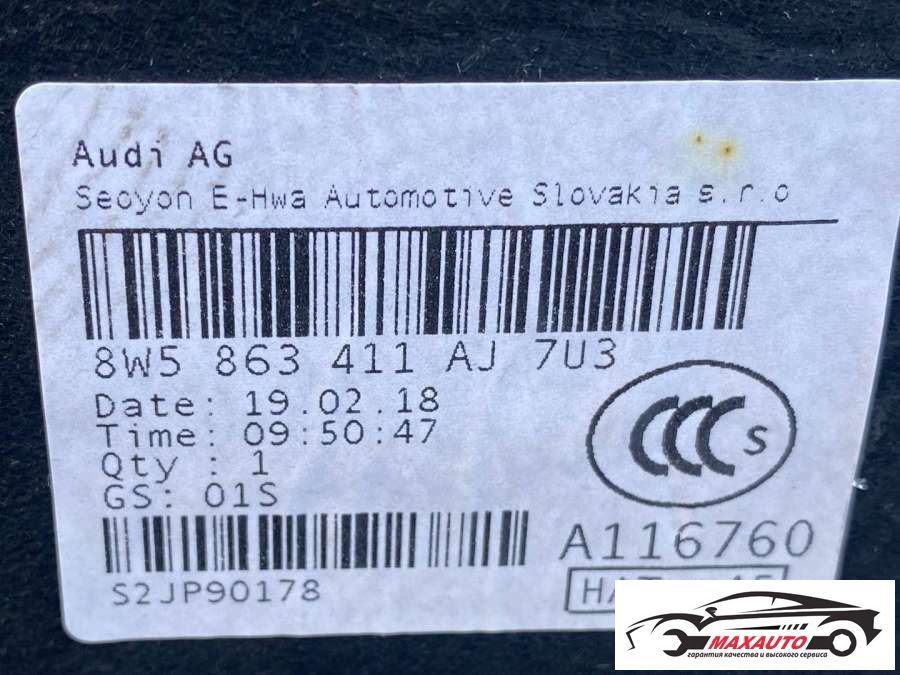 Audi AG
Seoyon E-Hwa Automotive Slovakia s.r.o
8W5 863 411 AJ 7U3
Date: 19.02.18
Time: 09:50:47
Qty : 1
GS: 01S
CCC S
A116760
S2JP90178
MAXAUTO
гарантия качества и высокого сервиса